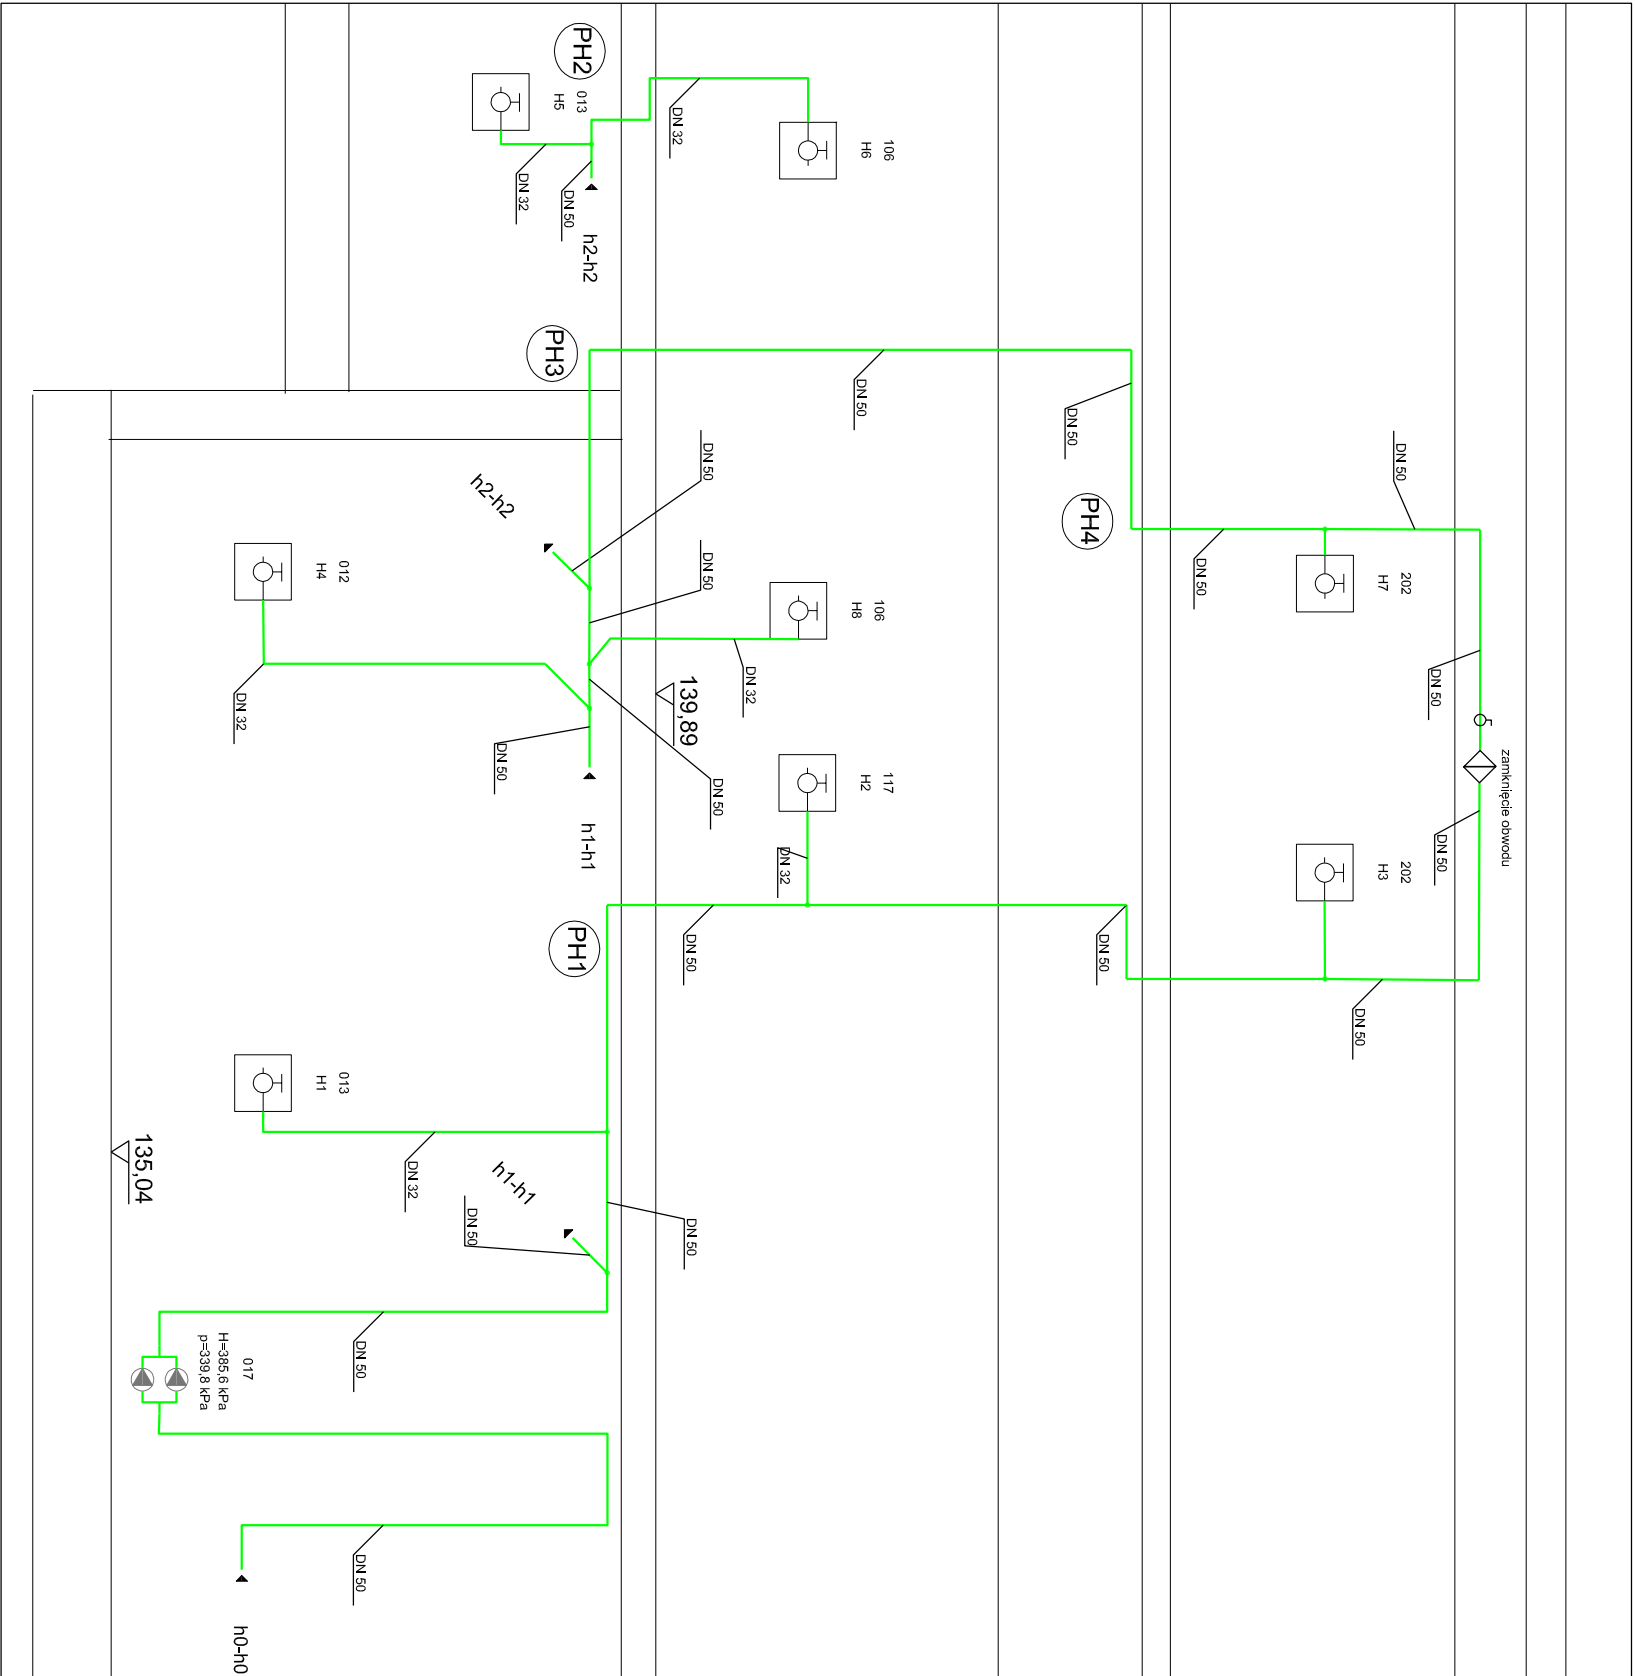 zamknięcie obwodu
DN 50
DN 50
DN 50
DN 50
202
H7
202
H3
DN 50
PH4
DN 50
DN 50
106
H6
DN 50
106
H8
117
H2
DN 32
DN 32
DN 32
DN 50
DN 50
DN 50
139,89
DN 50
DN 50
PH2
013
H5
h2-h2
DN 50
DN 32
PH3
h2-h2
DN 50
h1-h1
PH1
h1-h1
DN 50
DN 32
DN 50
DN 50
012
H4
013
H1
DN 32
017
H=385,6 kPa
p=339,8 kPa
h0-h0
135,04